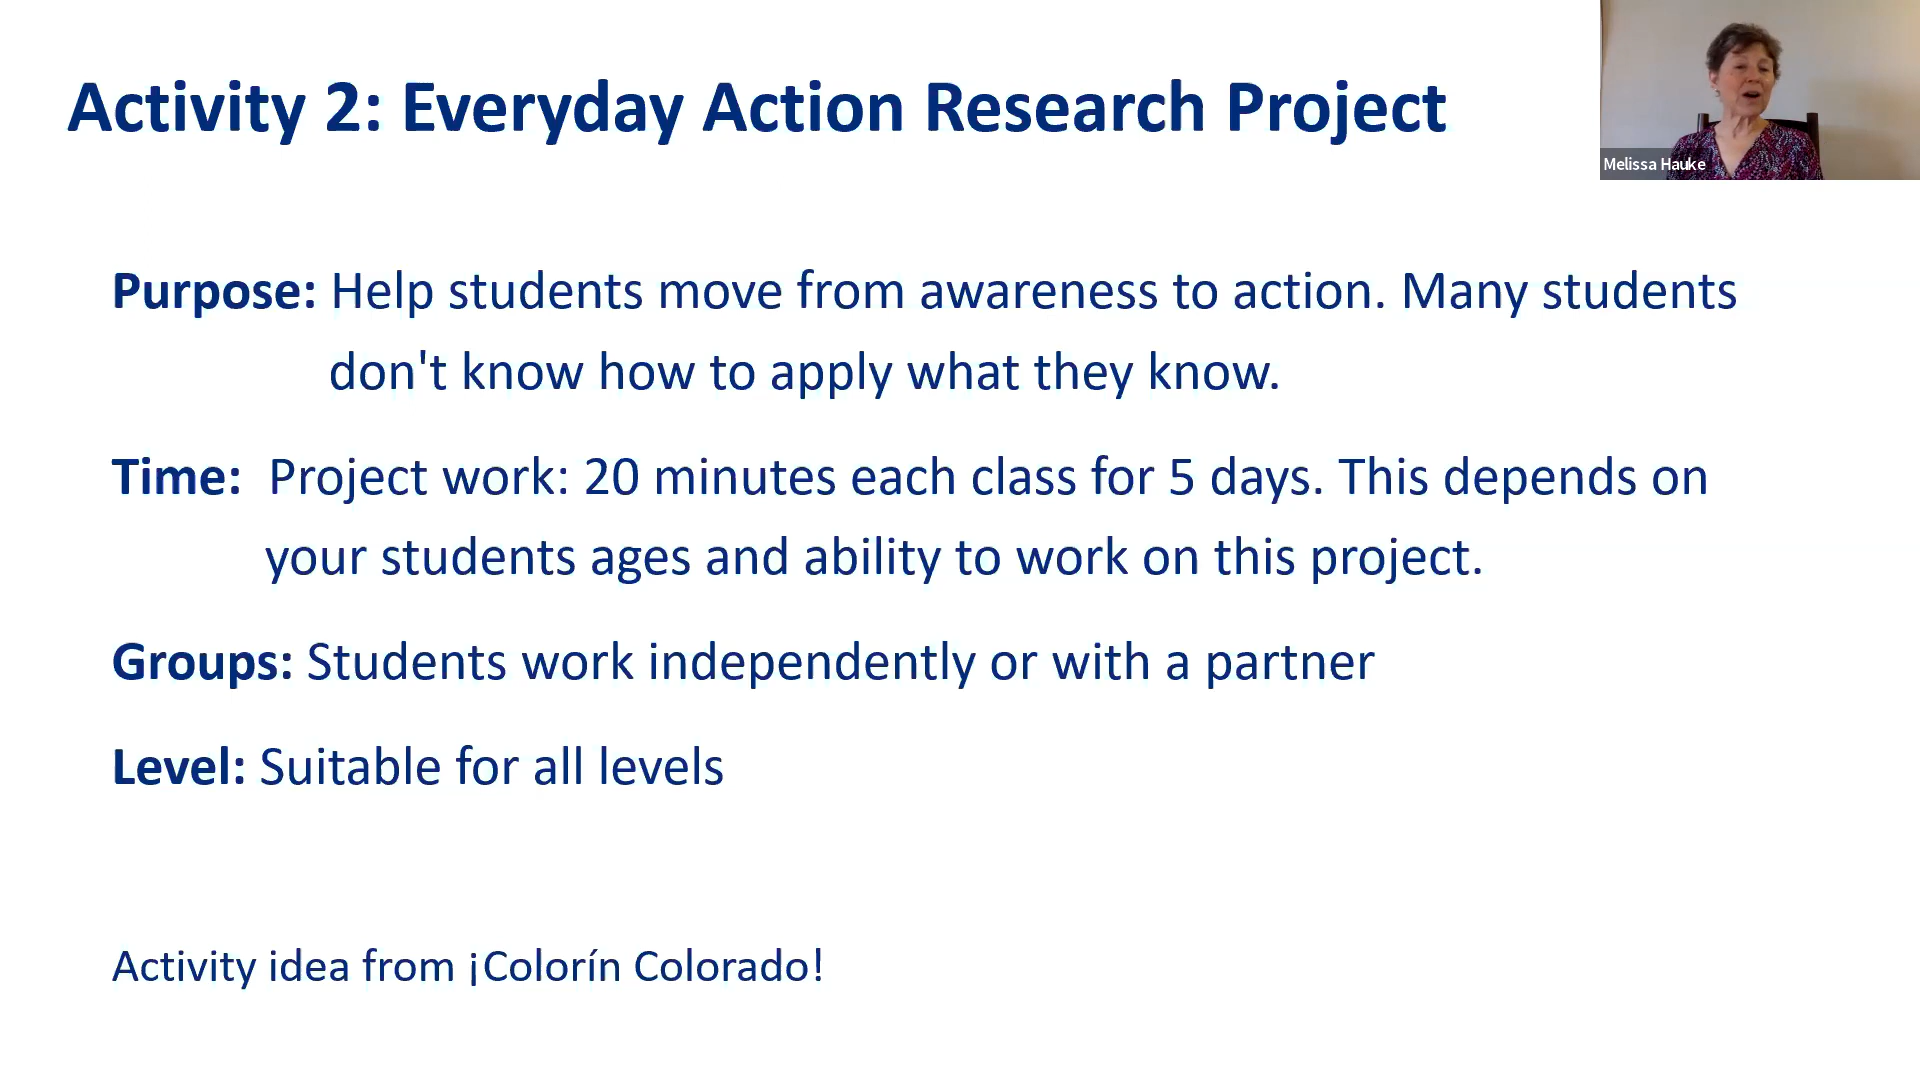 Activity 2: Everyday Action Research Project
Melissa Hauke
Purpose: Help students move from awareness to action. Many students
don't know how to apply what they know.
Time: Project work: 20 minutes each class for 5 days. This depends on
your students ages and ability to work on this project.
Groups: Students work independently or with a partner
Level: Suitable for all levels
Activity idea from ¡Colorín Colorado!